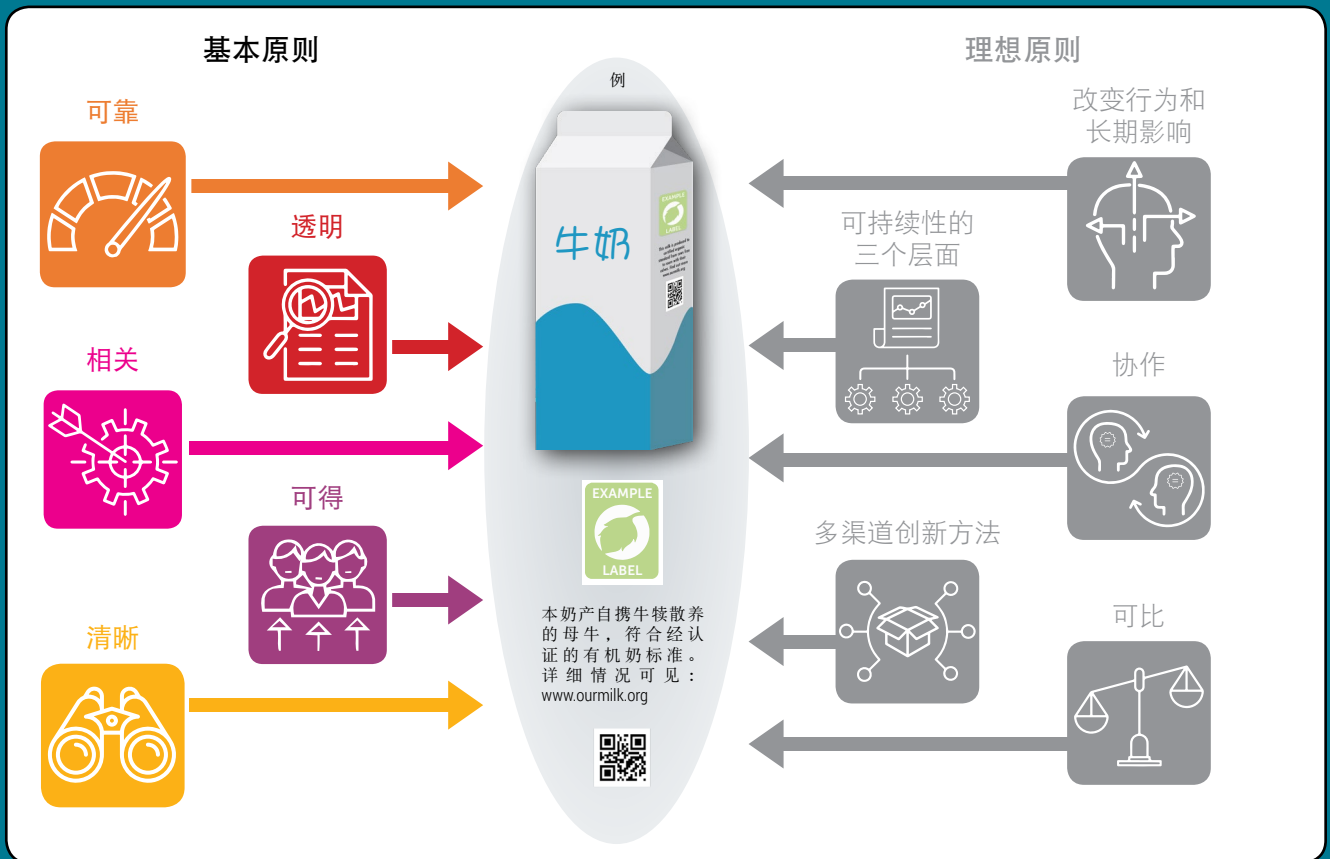 基本原则
可靠
透明
相关
可得
清晰
例
牛奶
EXAMPLE
LABEL
EXAMPLE
LABEL
本奶产自携牛犊散养
的母牛，符合经认
证的有机奶标准。
详细情况可见：
www.ourmilk.org
理想原则
改变行为和
长期影响
可持续性的
三个层面
协作
多渠道创新方法
可比